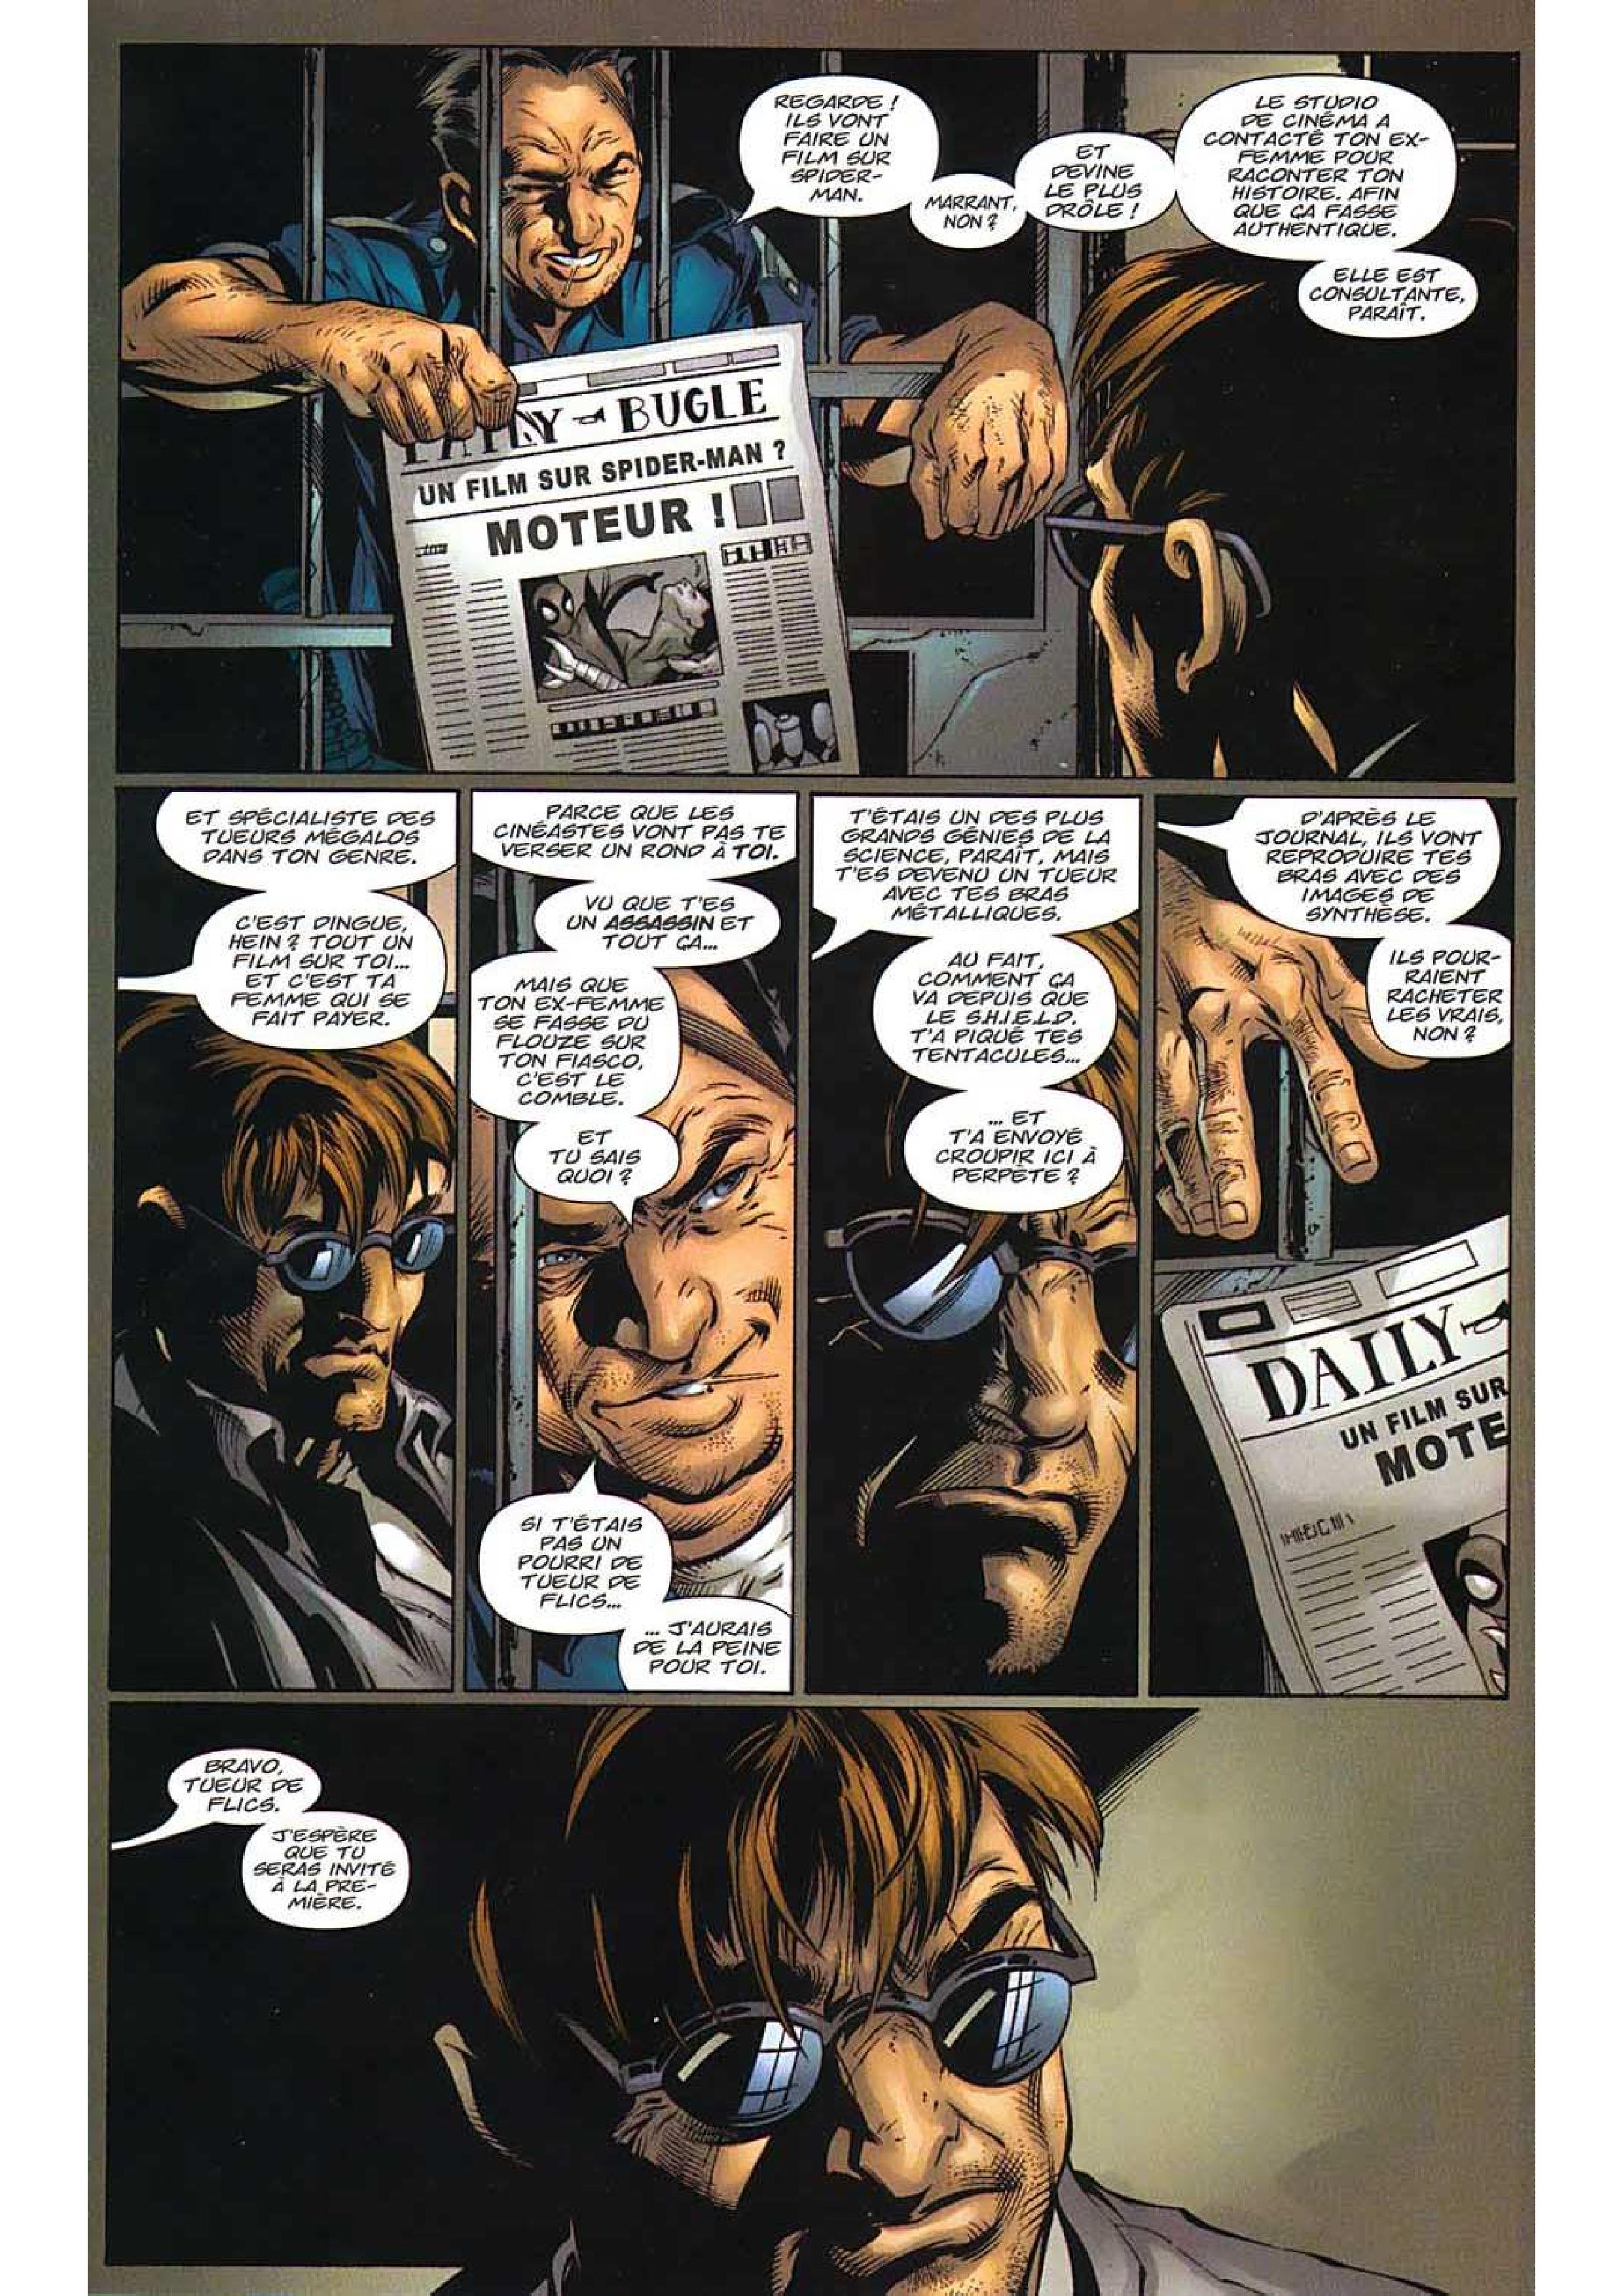 REGARDE !
ILS VONT
FAIRE UN
FILM SUR
SPIDER-
MAN.
MARRANT,
NON ?
ET
DEVINE
LE PLUS
DRÔLE !
LE STUDIO
DE CINÉMA A
CONTACTÉ TON EX-
FEMME POUR
RACONTER TON
HISTOIRE. AFIN
QUE ÇA FASSE
AUTHENTIQUE.
ELLE EST
CONSULTANTE,
PARAÎT.
DAILY BUGLE
UN FILM SUR SPIDER-MAN ?
MOTEUR !
ET SPÉCIALISTE DES
TUEURS MÉGALOS
DANS TON GENRE.
C'EST DINGUE,
HEIN ? TOUT UN
FILM SUR TOI...
ET C'EST TA
FEMME QUI SE
FAIT PAYER.
PARCE QUE LES
CINÉASTES VONT PAS TE
VERSER UN ROND À TOI.
VU QUE T'ES
UN ASSASSIN ET
TOUT ÇA...
MAIS QUE
TON EX-FEMME
SE FASSE DU
FLOUZE SUR
TON FIASCO,
C'EST LE
COMBLE.
ET
TU SAIS
QUOI ?
SI T'ÉTAIS
PAS UN
POURRI DE
TUEUR DE
FLICS...
... J'AURAIS
DE LA PEINE
POUR TOI.
T'ÉTAIS UN DES PLUS
GRANDS GÉNIES DE LA
SCIENCE, PARAÎT, MAIS
T'ES DEVENU UN TUEUR
AVEC TES BRAS
MÉTALLIQUES.
AU FAIT,
COMMENT ÇA
VA DEPUIS QUE
LE S.H.I.E.L.D.
T'A PIQUÉ TES
TENTACULES...
... ET
T'A ENVOYÉ
CROUPIR ICI À
PERPÈTE ?
D'APRÈS LE
JOURNAL, ILS VONT
REPRODUIRE TES
BRAS AVEC DES
IMAGES DE
SYNTHÈSE.
ILS POUR-
RAIENT
RACHETER
LES VRAIS,
NON ?
DAILY
UN FILM SUR
MOTE
BRAVO,
TUEUR DE
FLICS.
J'ESPÈRE
QUE TU
SERAS INVITÉ
À LA PRE-
MIÈRE.